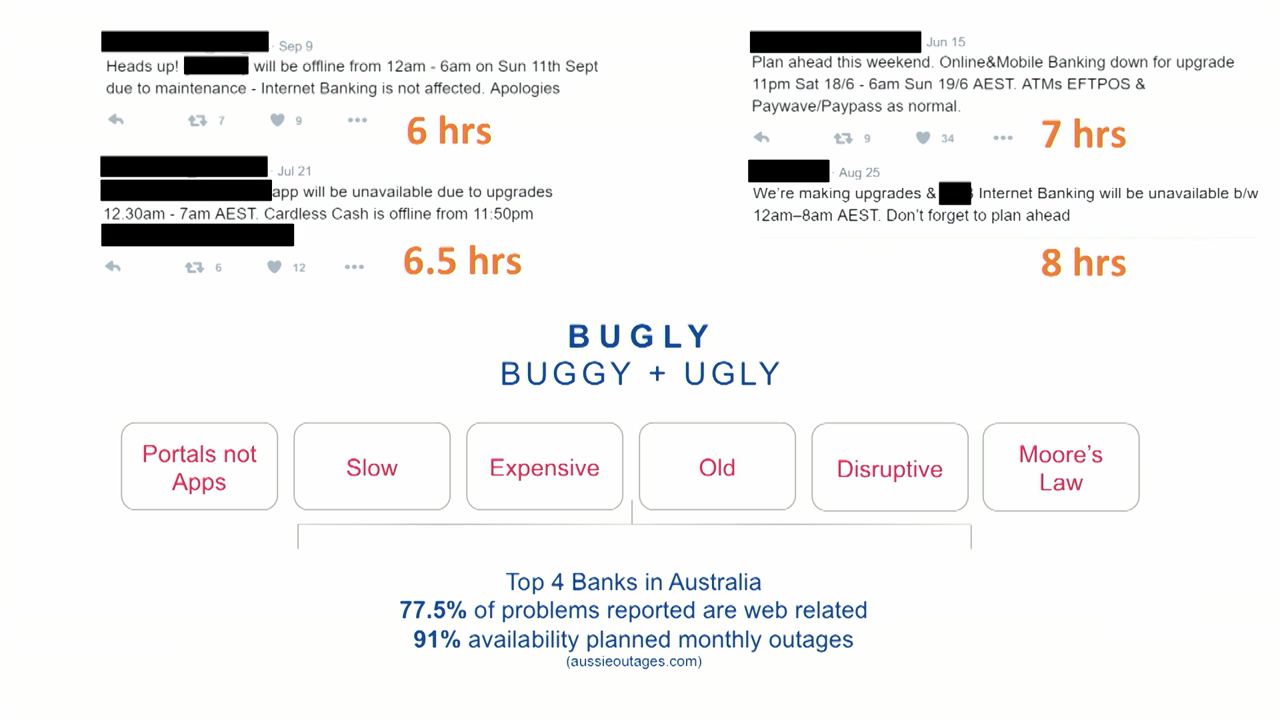 · Sep 9
Heads up! will be offline from 12am - 6am on Sun 11th Sept
due to maintenance - Internet Banking is not affected. Apologies
7 9 •••
6 hrs
· Jul 21
app will be unavailable due to upgrades
12.30am - 7am AEST. Cardless Cash is offline from 11:50pm
6 12 •••
6.5 hrs
Jun 15
Plan ahead this weekend. Online&Mobile Banking down for upgrade
11pm Sat 18/6 - 6am Sun 19/6 AEST. ATMs EFTPOS &
Paywave/Paypass as normal.
9 34 •••
7 hrs
· Aug 25
We're making upgrades & Internet Banking will be unavailable b/w
12am–8am AEST. Don't forget to plan ahead
8 hrs
BUGLY
BUGGY + UGLY
Portals not
Apps
Slow
Expensive
Old
Disruptive
Moore's
Law
Top 4 Banks in Australia
77.5% of problems reported are web related
91% availability planned monthly outages
(aussieoutages.com)